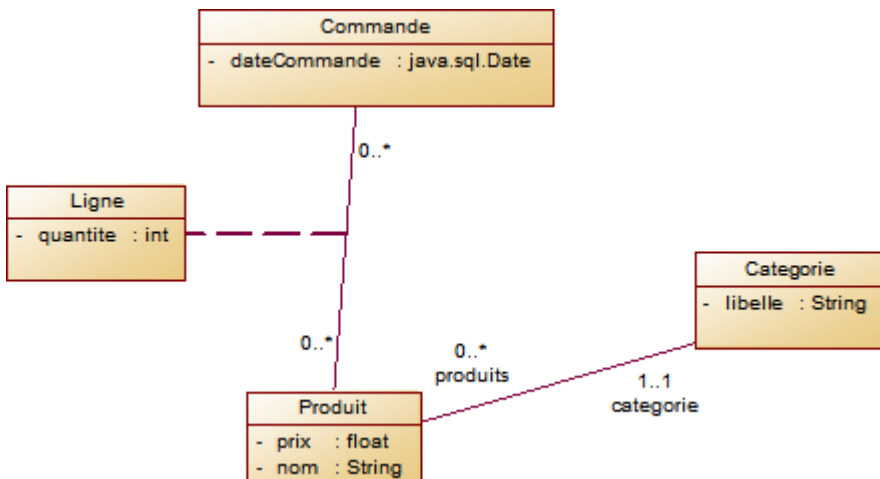 Commande
- dateCommande : java.sql.Date
0..*
Ligne
- quantite : int
Categorie
- libelle : String
0..*
0..*
produits
1..1
categorie
Produit
- prix : float
- nom : String